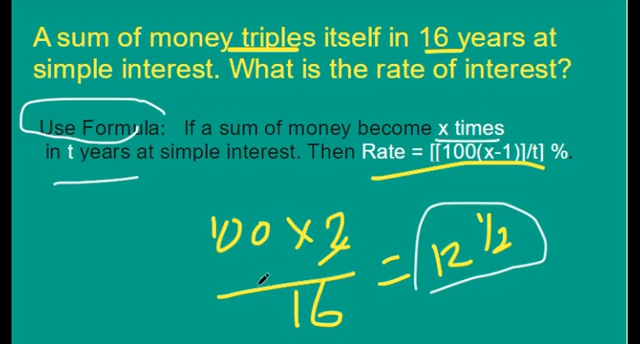 A sum of money triples itself in 16 years at
simple interest. What is the rate of interest?
Use Formula: If a sum of money become x times
in t years at simple interest. Then Rate = [[100(x-1)]/t] %.
100 × 2
16
= 12 1/2